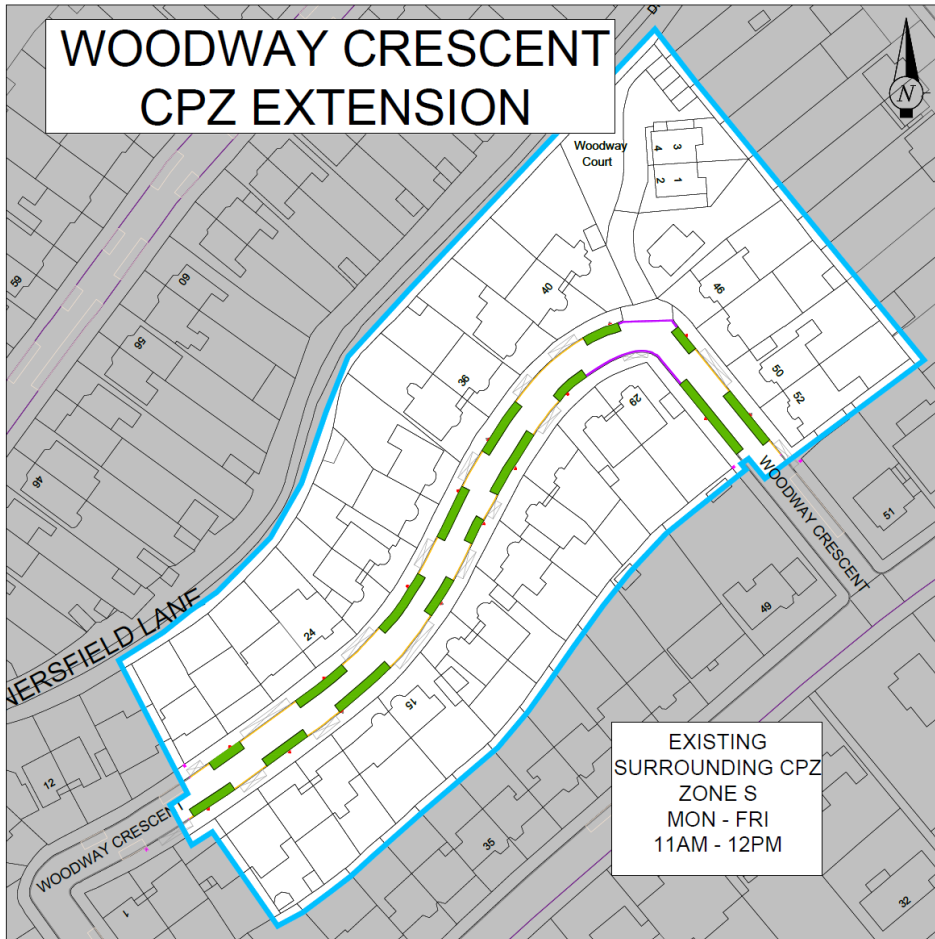 WOODWAY CRESCENT
CPZ EXTENSION
N
Woodway
Court
4
3
2
1
59
60
56
40
46
36
50
52
29
46
WOODWAY CRESCENT
51
49
24
NERSFIELD LANE
15
12
WOODWAY CRESCENT
1
35
32
EXISTING
SURROUNDING CPZ
ZONE S
MON - FRI
11AM - 12PM